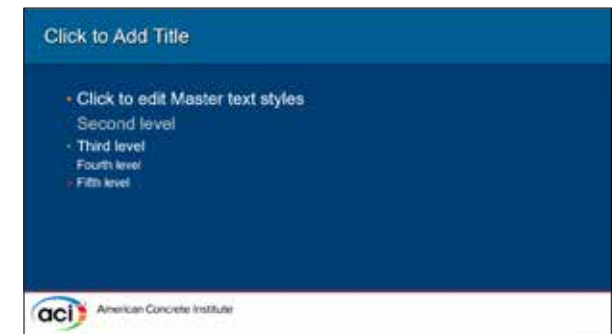 Click to Add Title
Click to edit Master text styles
Second level
Third level
Fourth level
Fifth level
aci American Concrete Institute